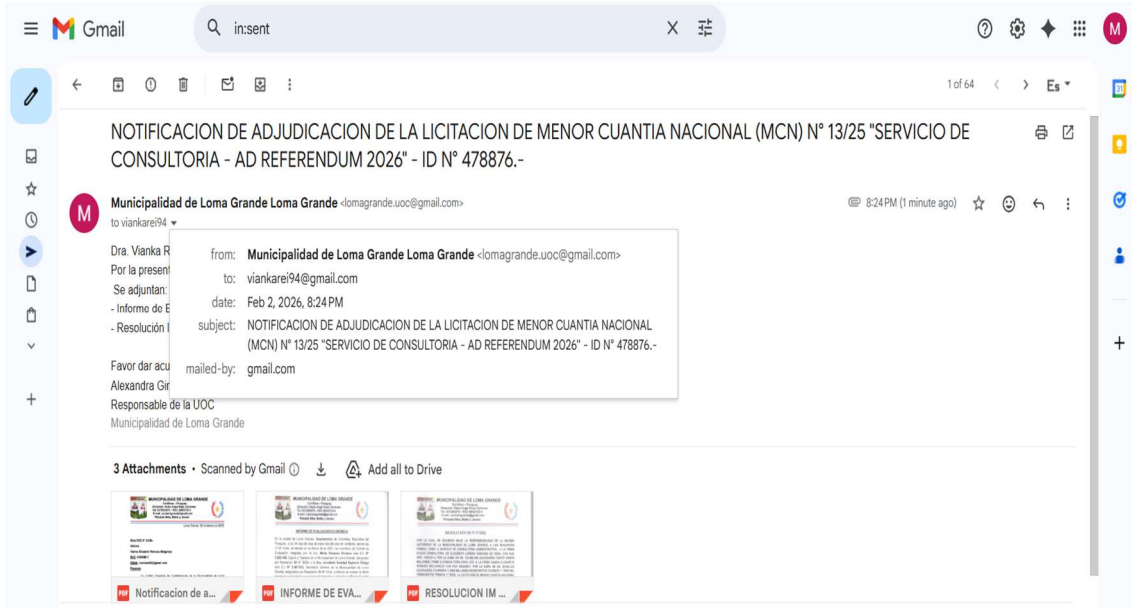 Gmail
in:sent
M
1 of 64
Es
31
NOTIFICACION DE ADJUDICACION DE LA LICITACION DE MENOR CUANTIA NACIONAL (MCN) N° 13/25 "SERVICIO DE
CONSULTORIA - AD REFERENDUM 2026" - ID N° 478876.-
M
Municipalidad de Loma Grande Loma Grande <lomagrande.uoc@gmail.com>
8:24 PM (1 minute ago)
to viankarei94
Dra. Vianka R
Por la present
Se adjuntan:
- Informe de E
- Resolución I
from: Municipalidad de Loma Grande Loma Grande <lomagrande.uoc@gmail.com>
to: viankarei94@gmail.com
date: Feb 2, 2026, 8:24 PM
subject: NOTIFICACION DE ADJUDICACION DE LA LICITACION DE MENOR CUANTIA NACIONAL
(MCN) N° 13/25 "SERVICIO DE CONSULTORIA - AD REFERENDUM 2026" - ID N° 478876.-
mailed-by: gmail.com
Favor dar acu
Alexandra Gir
Responsable de la UOC
Municipalidad de Loma Grande
3 Attachments • Scanned by Gmail
Add all to Drive
MUNICIPALIDAD DE LOMA GRANDE
MUNICIPALIDAD DE LOMA GRANDE
INFORME DE EVALUACION ECONOMICA
MUNICIPALIDAD DE LOMA GRANDE
PDF Notificacion de a...
PDF INFORME DE EVA...
PDF RESOLUCION IM ...